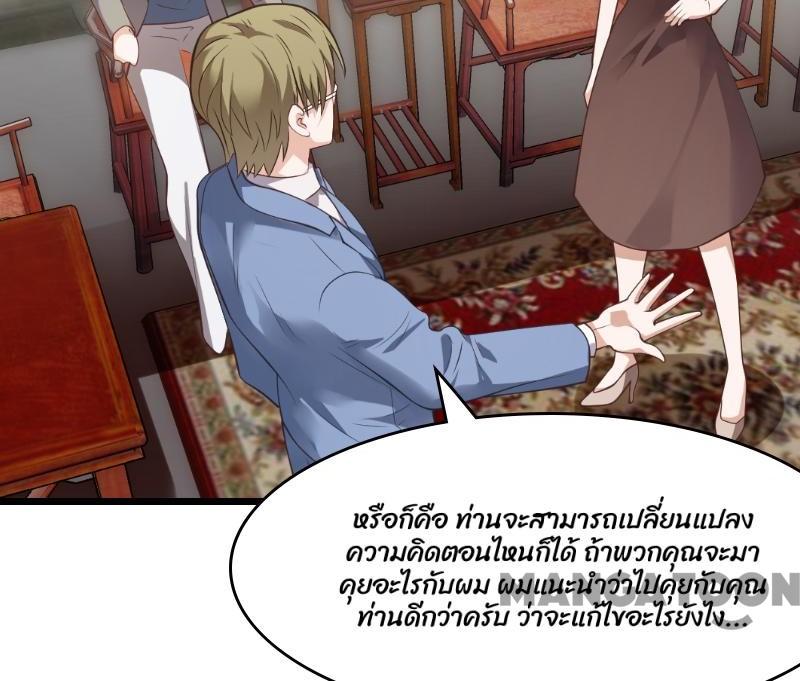 หรือก็คือ ท่านจะสามารถเปลี่ยนแปลง
ความคิดตอนไหนก็ได้ ถ้าพวกคุณจะมา
คุยอะไรกับผม ผมแนะนำว่าไปคุยกับคุณ
ท่านดีกว่าครับ ว่าจะแก้ไขอะไรยังไง...
MANGATOON